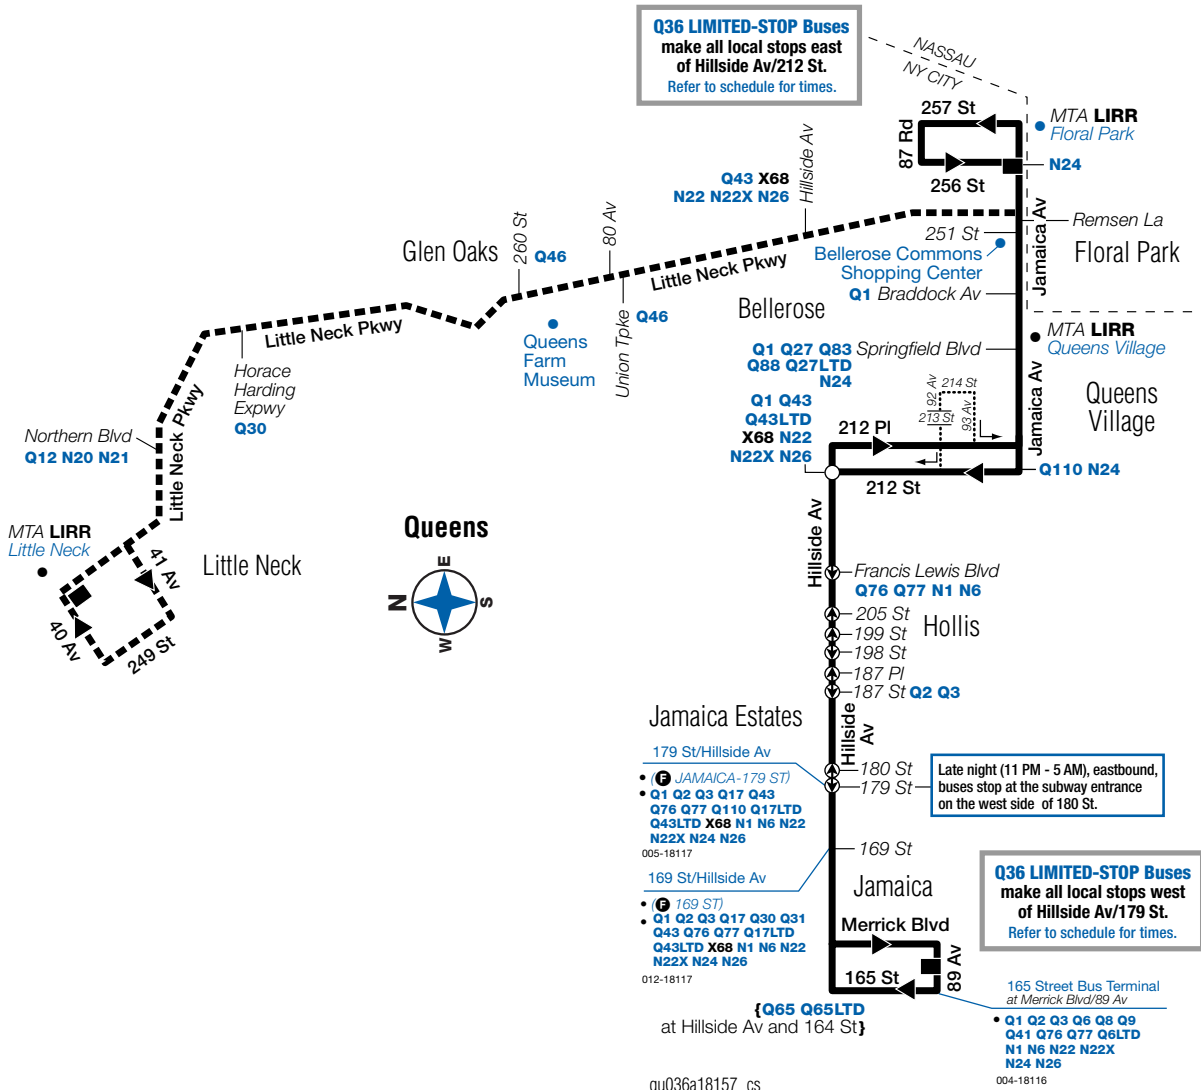 Q36 LIMITED-STOP Buses
make all local stops east
of Hillside Av/212 St.
Refer to schedule for times.
NASSAU
NY CITY
257 St
87 Rd
256 St
MTA LIRR
Floral Park
N24
Hillside Av
Q43 X68
N22 N22X N26
Jamaica Av
Remsen La
251 St
Floral Park
Bellerose Commons
Shopping Center
Q1 Braddock Av
Glen Oaks
260 St
Q46
80 Av
Little Neck Pkwy
Bellerose
Union Tpke
Q46
Queens
Farm
Museum
Little Neck Pkwy
Horace
Harding
Expwy
Q30
MTA LIRR
Queens Village
Q1 Q27 Q83 Springfield Blvd
Q88 Q27LTD
N24
Queens
Village
Jamaica Av
92 Av
214 St
213 St
93 Av
Q1 Q43
Q43LTD
X68 N22
N22X N26
212 Pl
212 St
Q110 N24
Northern Blvd
Q12 N20 N21
Little Neck Pkwy
MTA LIRR
Little Neck
41 Av
Little Neck
40 Av
249 St
Queens
N
E
S
W
Hillside Av
Francis Lewis Blvd
Q76 Q77 N1 N6
205 St
Hollis
199 St
198 St
187 Pl
187 St Q2 Q3
Hillside
Av
Jamaica Estates
179 St/Hillside Av
(F JAMAICA-179 ST)
Q1 Q2 Q3 Q17 Q43
Q76 Q77 Q110 Q17LTD
Q43LTD X68 N1 N6 N22
N22X N24 N26
005-18117
180 St
179 St
Late night (11 PM - 5 AM), eastbound,
buses stop at the subway entrance
on the west side of 180 St.
169 St
169 St/Hillside Av
(F 169 ST)
Q1 Q2 Q3 Q17 Q30 Q31
Q43 Q76 Q77 Q17LTD
Q43LTD X68 N1 N6 N22
N22X N24 N26
012-18117
Jamaica
Q36 LIMITED-STOP Buses
make all local stops west
of Hillside Av/179 St.
Refer to schedule for times.
Merrick Blvd
89 Av
165 St
{Q65 Q65LTD
at Hillside Av and 164 St}
165 Street Bus Terminal
at Merrick Blvd/89 Av
Q1 Q2 Q3 Q6 Q8 Q9
Q41 Q76 Q77 Q6LTD
N1 N6 N22 N22X
N24 N26
004-18116
qu036a18157_cs